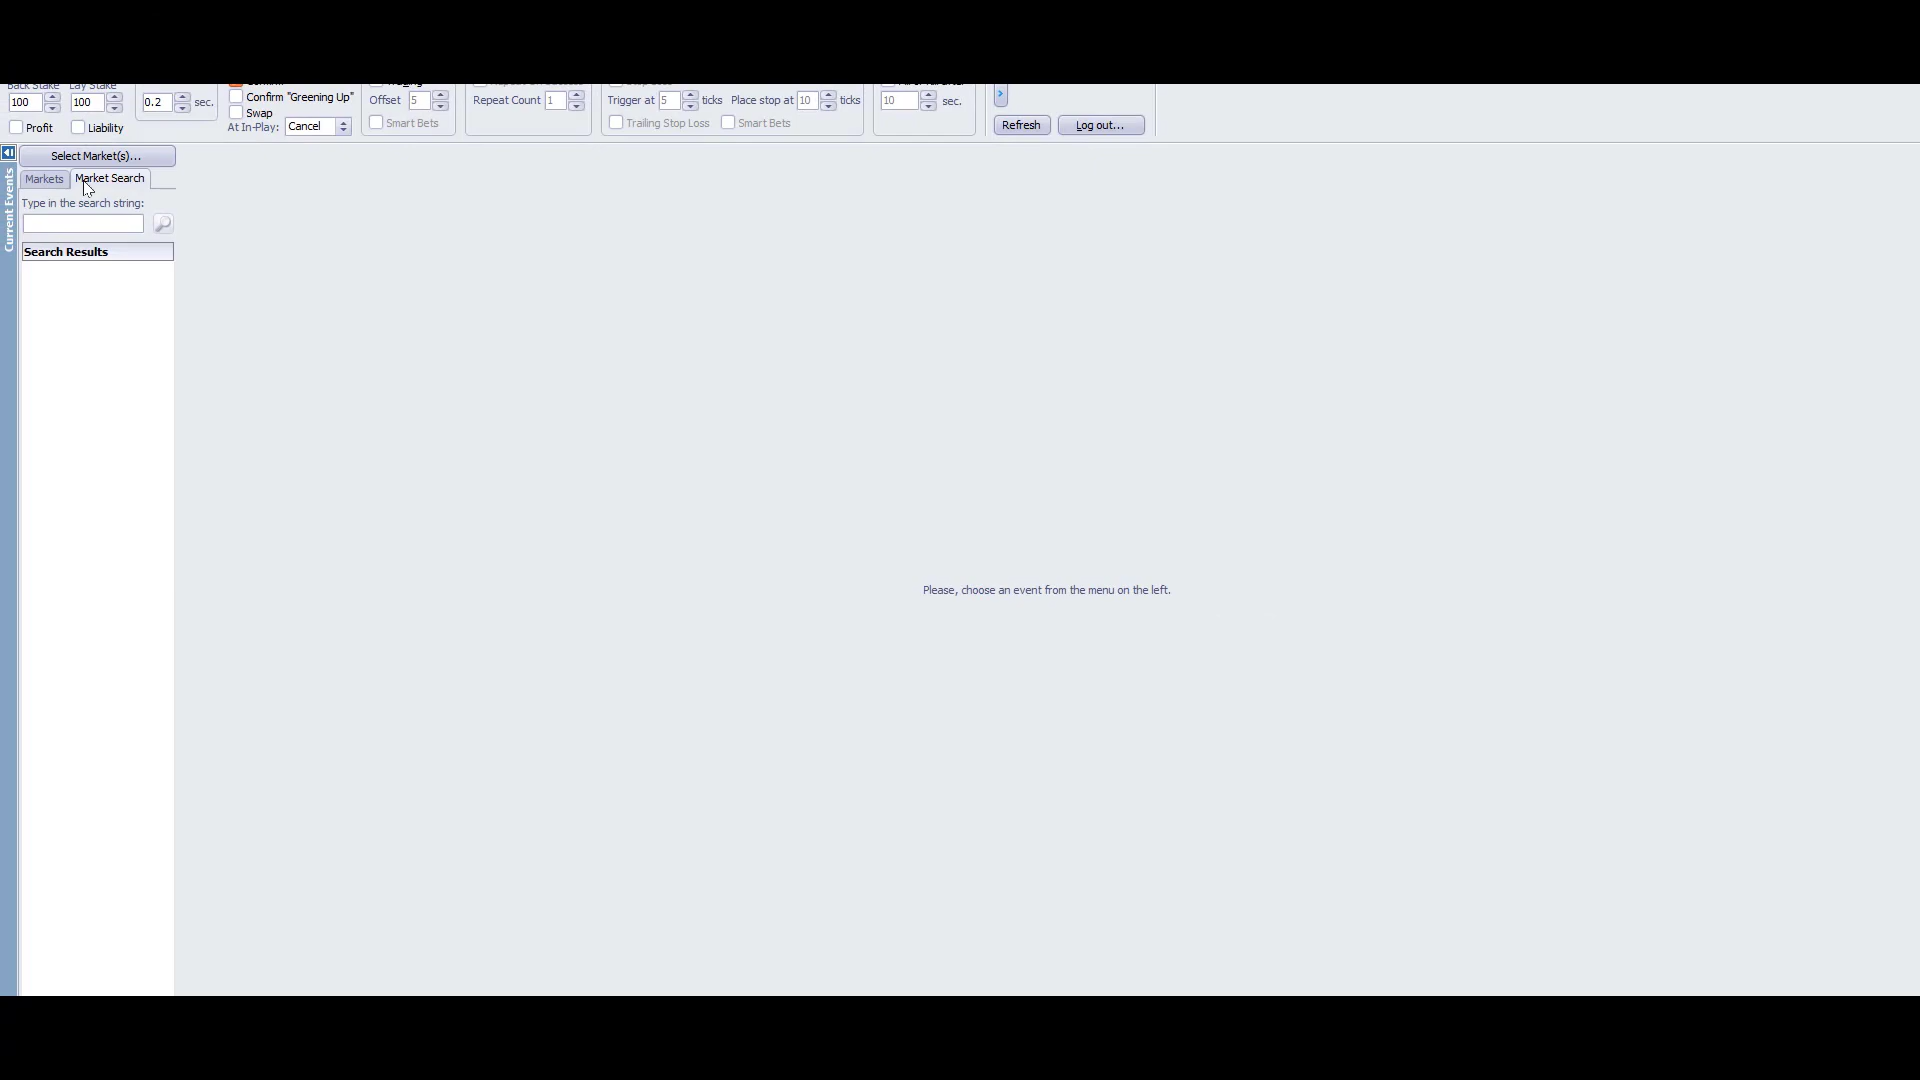 Back Stake Lay Stake
100 100 0.2 sec.
Profit Liability
Confirm "Greening Up"
Swap
At In-Play: Cancel
Offset 5
Smart Bets
Repeat Count 1
Trigger at 5 ticks Place stop at 10 ticks
Trailing Stop Loss Smart Bets
10 sec.
>
Refresh Log out...
Current Events
Select Market(s)...
Markets Market Search
Type in the search string:
Search Results
Please, choose an event from the menu on the left.